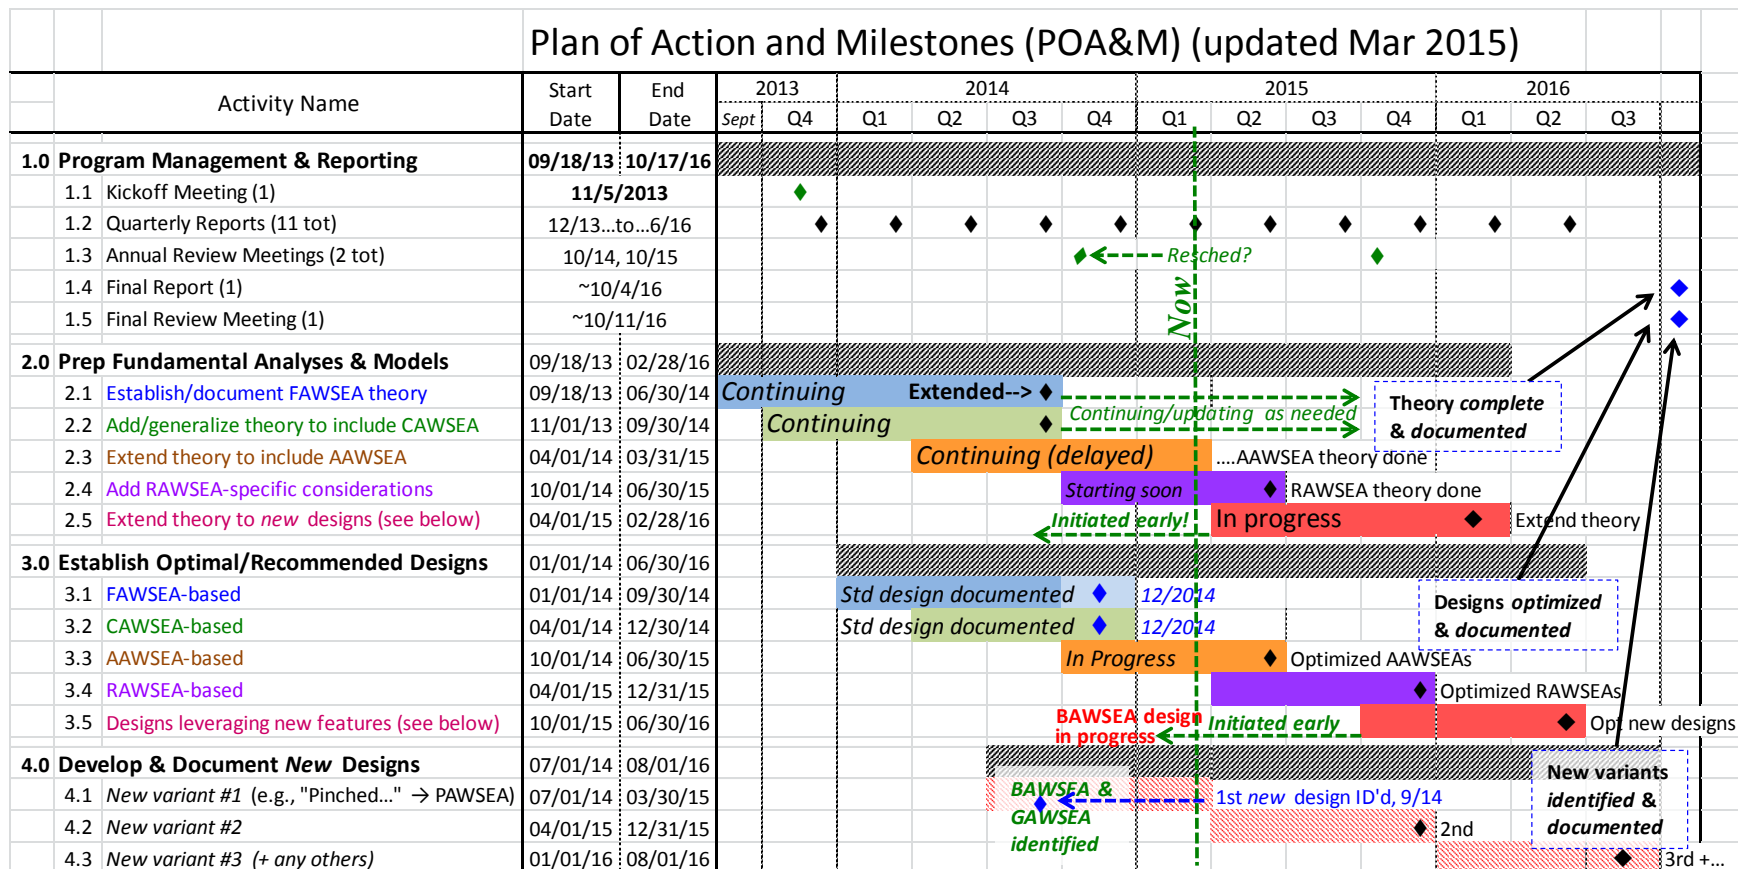 Plan of Action and Milestones (POA&M) (updated Mar 2015)
Activity Name Start Date End Date 2013 2014 2015 2016
Sept Q4 Q1 Q2 Q3 Q4 Q1 Q2 Q3 Q4 Q1 Q2 Q3
1.0 Program Management & Reporting 09/18/13 10/17/16
1.1 Kickoff Meeting (1) 11/5/2013
1.2 Quarterly Reports (11 tot) 12/13...to...6/16
1.3 Annual Review Meetings (2 tot) 10/14, 10/15 Resched?
1.4 Final Report (1) ~10/4/16
Now
1.5 Final Review Meeting (1) ~10/11/16
2.0 Prep Fundamental Analyses & Models 09/18/13 02/28/16
2.1 Establish/document FAWSEA theory 09/18/13 06/30/14 Continuing Extended-->
2.2 Add/generalize theory to include CAWSEA 11/01/13 09/30/14 Continuing Continuing/updating as needed
Theory complete
& documented
2.3 Extend theory to include AAWSEA 04/01/14 03/31/15 Continuing (delayed) ....AAWSEA theory done
2.4 Add RAWSEA-specific considerations 10/01/14 06/30/15 Starting soon RAWSEA theory done
2.5 Extend theory to new designs (see below) 04/01/15 02/28/16 Initiated early! In progress Extend theory
3.0 Establish Optimal/Recommended Designs 01/01/14 06/30/16
3.1 FAWSEA-based 01/01/14 09/30/14 Std design documented 12/2014
3.2 CAWSEA-based 04/01/14 12/30/14 Std design documented 12/2014
Designs optimized
& documented
3.3 AAWSEA-based 10/01/14 06/30/15 In Progress Optimized AAWSEAs
3.4 RAWSEA-based 04/01/15 12/31/15 Optimized RAWSEAs
3.5 Designs leveraging new features (see below) 10/01/15 06/30/16 BAWSEA design in progress Initiated early Opt new designs
4.0 Develop & Document New Designs 07/01/14 08/01/16
4.1 New variant #1 (e.g., "Pinched..." → PAWSEA) 07/01/14 03/30/15 BAWSEA & GAWSEA identified 1st new design ID'd, 9/14
New variants
identified &
documented
4.2 New variant #2 04/01/15 12/31/15 2nd
4.3 New variant #3 (+ any others) 01/01/16 08/01/16 3rd +...